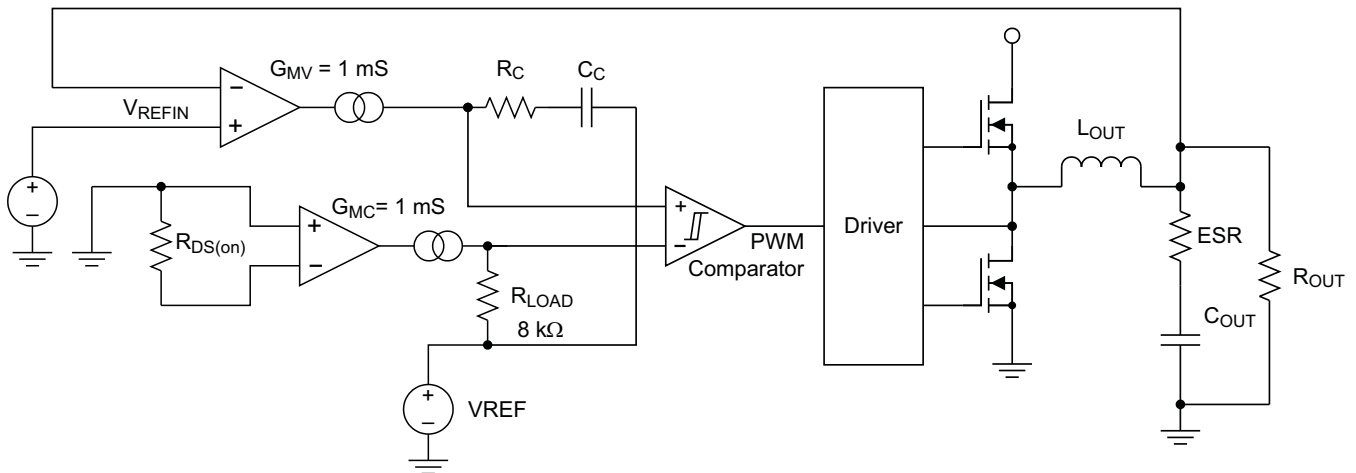 G_MV = 1 mS
R_C
C_C
V_REFIN
−
+
+
−
G_MC = 1 mS
R_DS(on)
+
−
R_LOAD
8 kΩ
+
−
VREF
+
−
PWM
Comparator
Driver
L_OUT
ESR
C_OUT
R_OUT